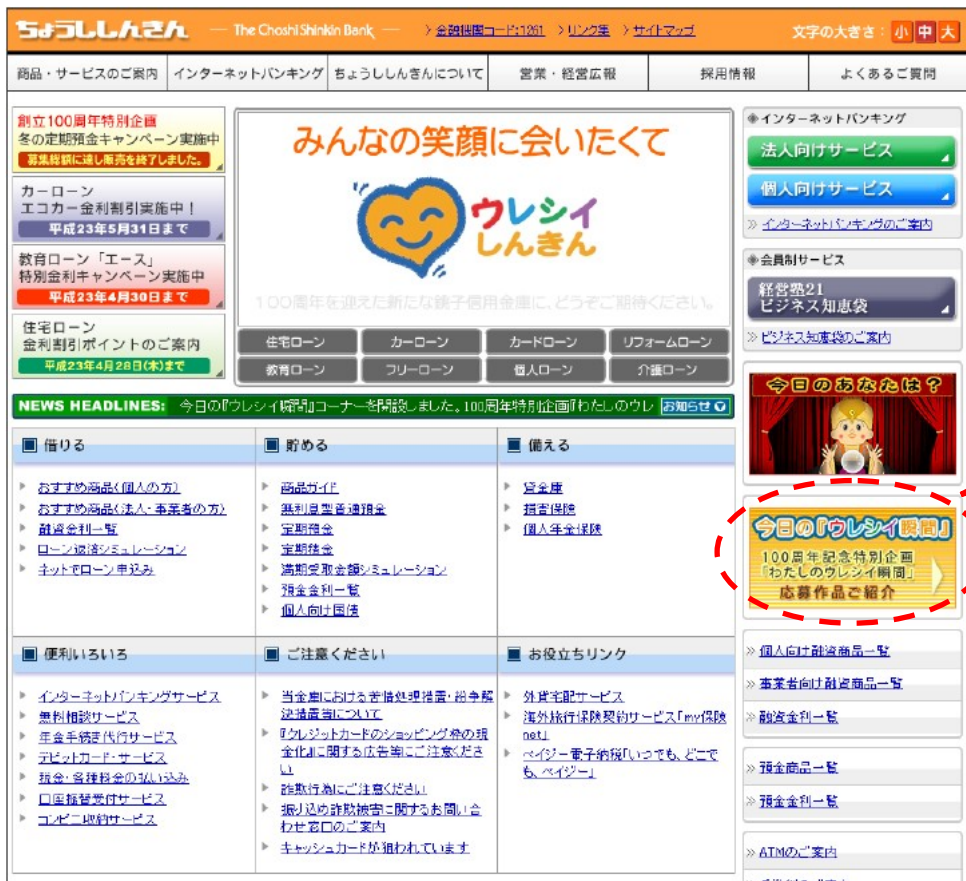 ちょうししんきん — The Choshi Shinkin Bank —
金融機関コード:1261
リンク集
サイトマップ
文字の大きさ: 小 中 大
商品・サービスのご案内
インターネットバンキング
ちょうししんきんについて
営業・経営広報
採用情報
よくあるご質問
創立100周年特別企画
冬の定期預金キャンペーン実施中
募集総額に達し販売を終了しました。
カーローン
エコカー金利割引実施中!
平成23年5月31日まで
教育ローン「エース」
特別金利キャンペーン実施中
平成23年4月30日まで
住宅ローン
金利割引ポイントのご案内
平成23年4月28日(木)まで
みんなの笑顔に会いたくて
ウレシイ
しんきん
100周年を迎えた新たな銚子信用金庫に、どうぞご期待ください。
住宅ローン
カーローン
カードローン
リフォームローン
教育ローン
フリーローン
個人ローン
介護ローン
NEWS HEADLINES: 今日の『ウレシイ瞬間』コーナーを開設しました。100周年特別企画『わたしのウレ
お知らせ
借りる
おすすめ商品(個人の方)
おすすめ商品(法人・事業者の方)
融資金利一覧
ローン返済シミュレーション
ネットでローン申込み
貯める
商品ガイド
無利息型普通預金
定期預金
定期積金
満期受取金額シミュレーション
預金金利一覧
個人向け国債
備える
貸金庫
損害保険
個人年金保険
便利いろいろ
インターネットバンキングサービス
無料相談サービス
年金手続き代行サービス
デビットカード・サービス
税金・各種料金の払い込み
口座振替受付サービス
コンビニ収納サービス
ご注意ください
当金庫における苦情処理措置・紛争解
決措置等について
『クレジットカードのショッピング枠の現
金化』に関する広告等にご注意くださ
い
詐欺行為にご注意ください
振り込め詐欺被害に関するお問い合
わせ窓口のご案内
キャッシュカードが狙われています
お役立ちリンク
外貨宅配サービス
海外旅行保険契約サービス「my保険
net」
ペイジー電子納税「いつでも、どこで
も、ペイジー」
インターネットバンキング
法人向けサービス
個人向けサービス
インターネットバンキングのご案内
会員制サービス
経営塾21
ビジネス知恵袋
ビジネス知恵袋のご案内
今日のあなたは?
今日の『ウレシイ瞬間』
100周年記念特別企画
「わたしのウレシイ瞬間」
応募作品ご紹介
個人向け融資商品一覧
事業者向け融資商品一覧
融資金利一覧
預金商品一覧
預金金利一覧
ATMのご案内